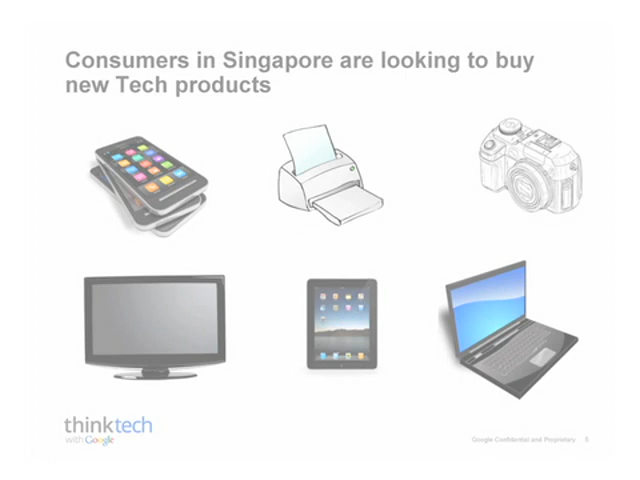 Consumers in Singapore are looking to buy
new Tech products
thinktech
with Google
Google Confidential and Proprietary 5